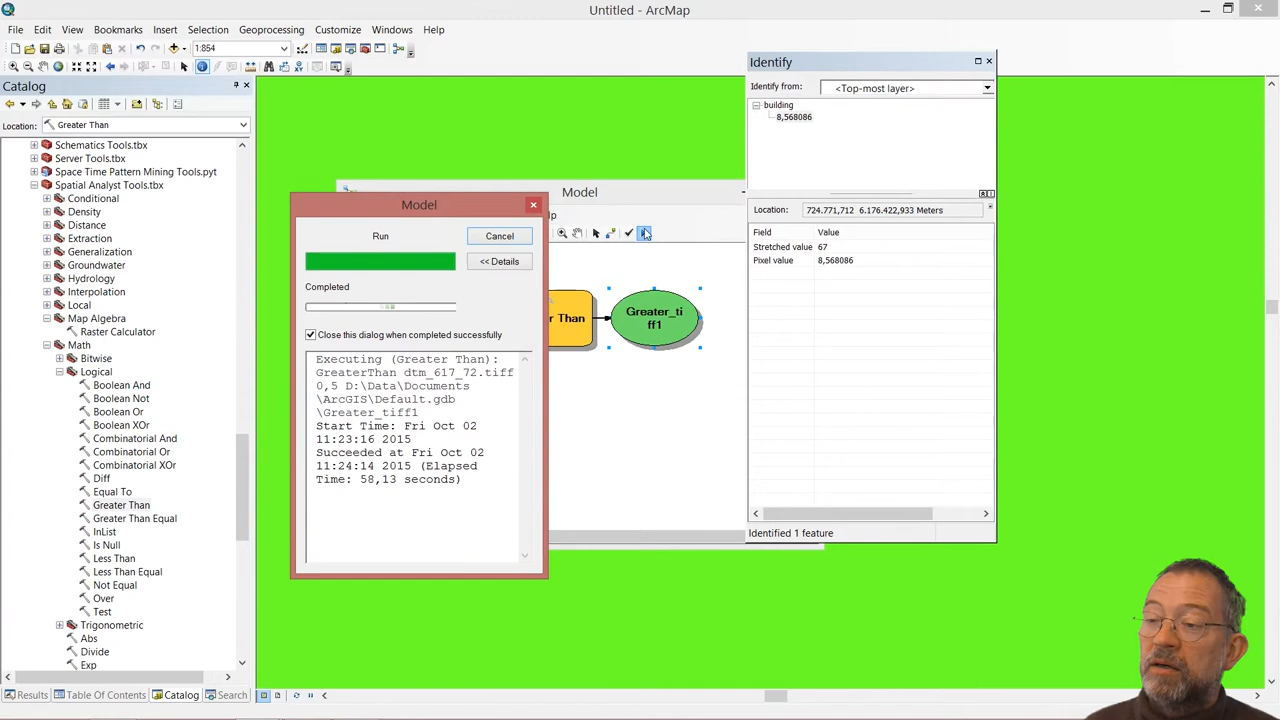 Untitled - ArcMap
File Edit View Bookmarks Insert Selection Geoprocessing Customize Windows Help
1:854
Catalog
Location: Greater Than
Schematics Tools.tbx
Server Tools.tbx
Space Time Pattern Mining Tools.pyt
Spatial Analyst Tools.tbx
Conditional
Density
Distance
Extraction
Generalization
Groundwater
Hydrology
Interpolation
Local
Map Algebra
Raster Calculator
Math
Bitwise
Logical
Boolean And
Boolean Not
Boolean Or
Boolean XOr
Combinatorial And
Combinatorial Or
Combinatorial XOr
Diff
Equal To
Greater Than
Greater Than Equal
InList
Is Null
Less Than
Less Than Equal
Not Equal
Over
Test
Trigonometric
Abs
Divide
Exp
Results Table Of Contents Catalog Search
Model
lp
r Than
Greater_ti
ff1
Model
Run
Cancel
<< Details
Completed
Close this dialog when completed successfully
Executing (Greater Than):
GreaterThan dtm_617_72.tiff
0,5 D:\Data\Documents
\ArcGIS\Default.gdb
\Greater_tiff1
Start Time: Fri Oct 02
11:23:16 2015
Succeeded at Fri Oct 02
11:24:14 2015 (Elapsed
Time: 58,13 seconds)
Identify
Identify from: <Top-most layer>
building
8,568086
Location: 724.771,712 6.176.422,933 Meters
Field Value
Stretched value 67
Pixel value 8,568086
Identified 1 feature